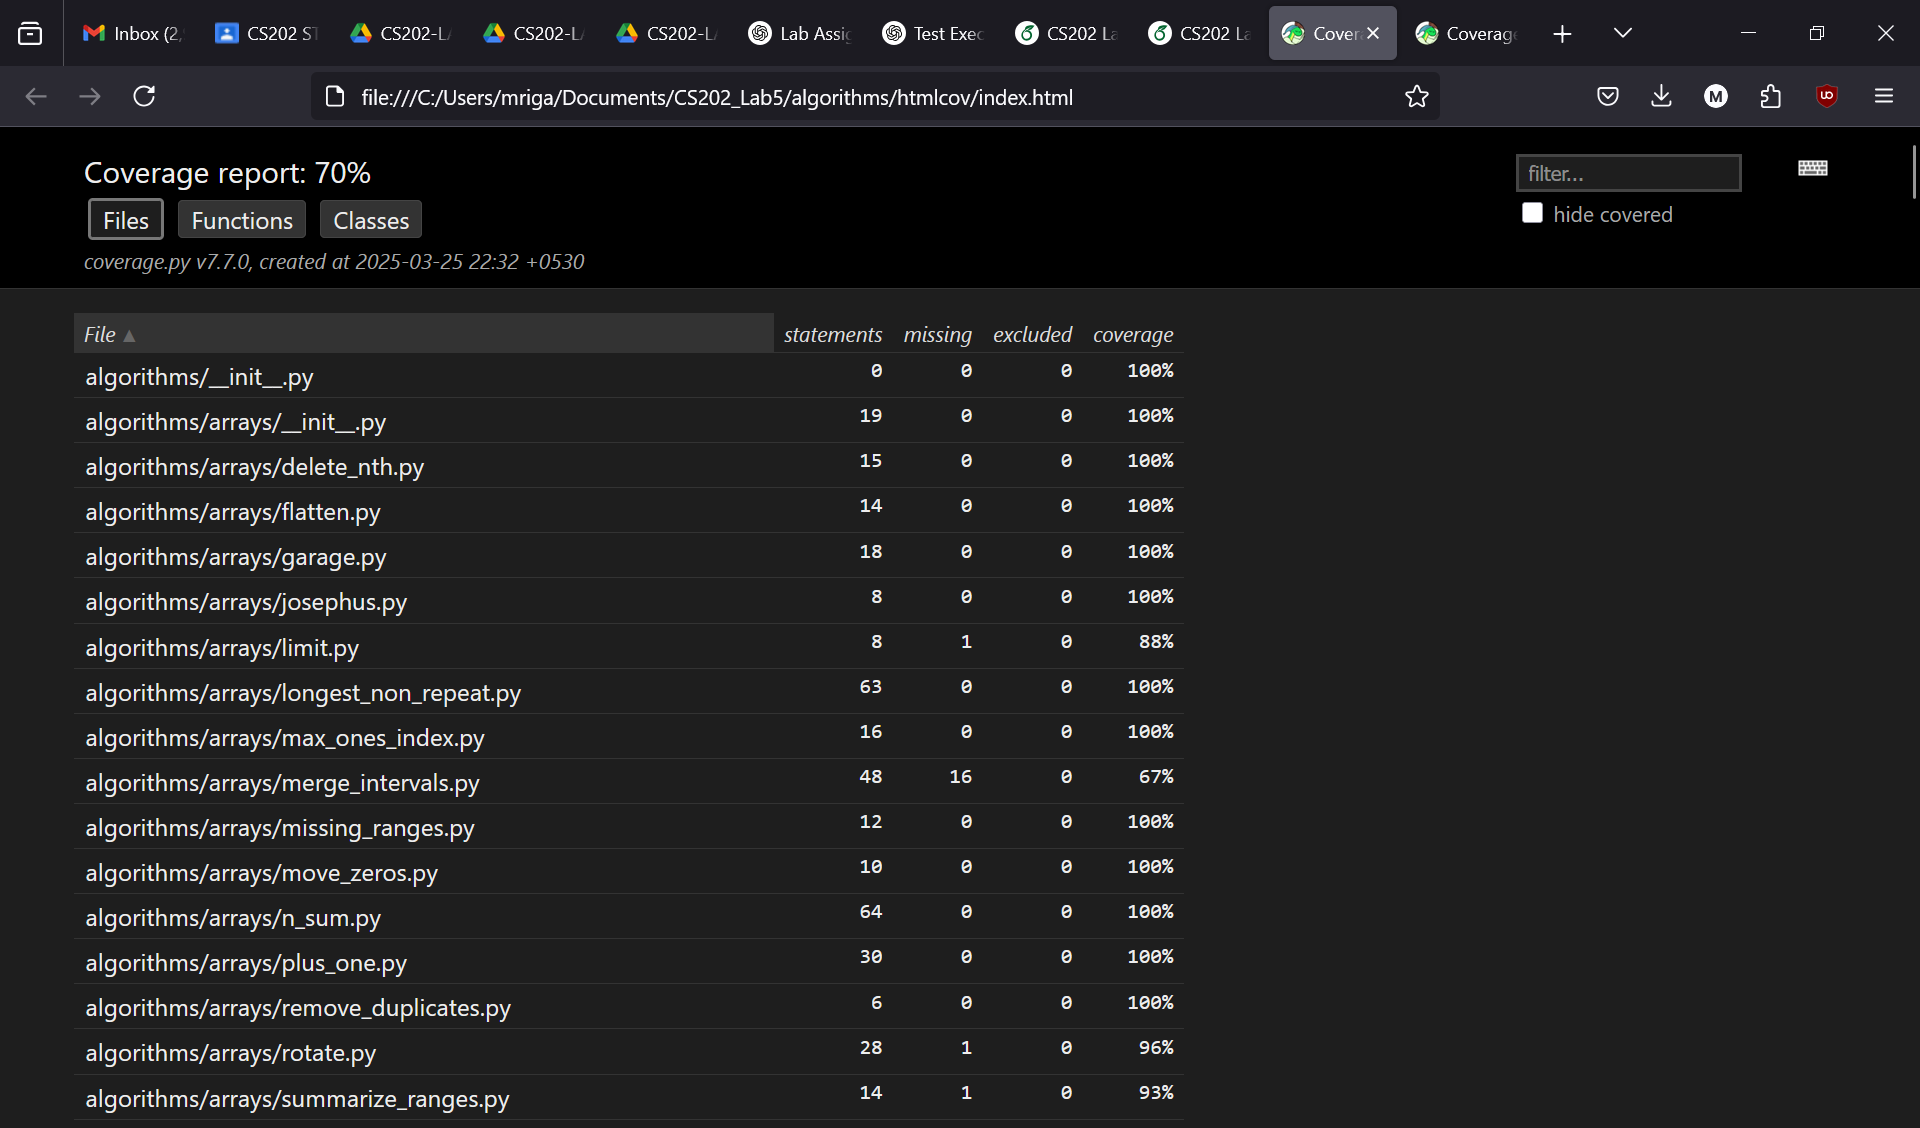 Inbox (2, CS202 ST CS202-L CS202-L CS202-L Lab Assig Test Exec CS202 La CS202 La Cover Coverag
file:///C:/Users/mriga/Documents/CS202_Lab5/algorithms/htmlcov/index.html M
Coverage report: 70% filter...
Files Functions Classes hide covered
coverage.py v7.7.0, created at 2025-03-25 22:32 +0530
File ▲ statements missing excluded coverage
algorithms/__init__.py 0 0 0 100%
algorithms/arrays/__init__.py 19 0 0 100%
algorithms/arrays/delete_nth.py 15 0 0 100%
algorithms/arrays/flatten.py 14 0 0 100%
algorithms/arrays/garage.py 18 0 0 100%
algorithms/arrays/josephus.py 8 0 0 100%
algorithms/arrays/limit.py 8 1 0 88%
algorithms/arrays/longest_non_repeat.py 63 0 0 100%
algorithms/arrays/max_ones_index.py 16 0 0 100%
algorithms/arrays/merge_intervals.py 48 16 0 67%
algorithms/arrays/missing_ranges.py 12 0 0 100%
algorithms/arrays/move_zeros.py 10 0 0 100%
algorithms/arrays/n_sum.py 64 0 0 100%
algorithms/arrays/plus_one.py 30 0 0 100%
algorithms/arrays/remove_duplicates.py 6 0 0 100%
algorithms/arrays/rotate.py 28 1 0 96%
algorithms/arrays/summarize_ranges.py 14 1 0 93%